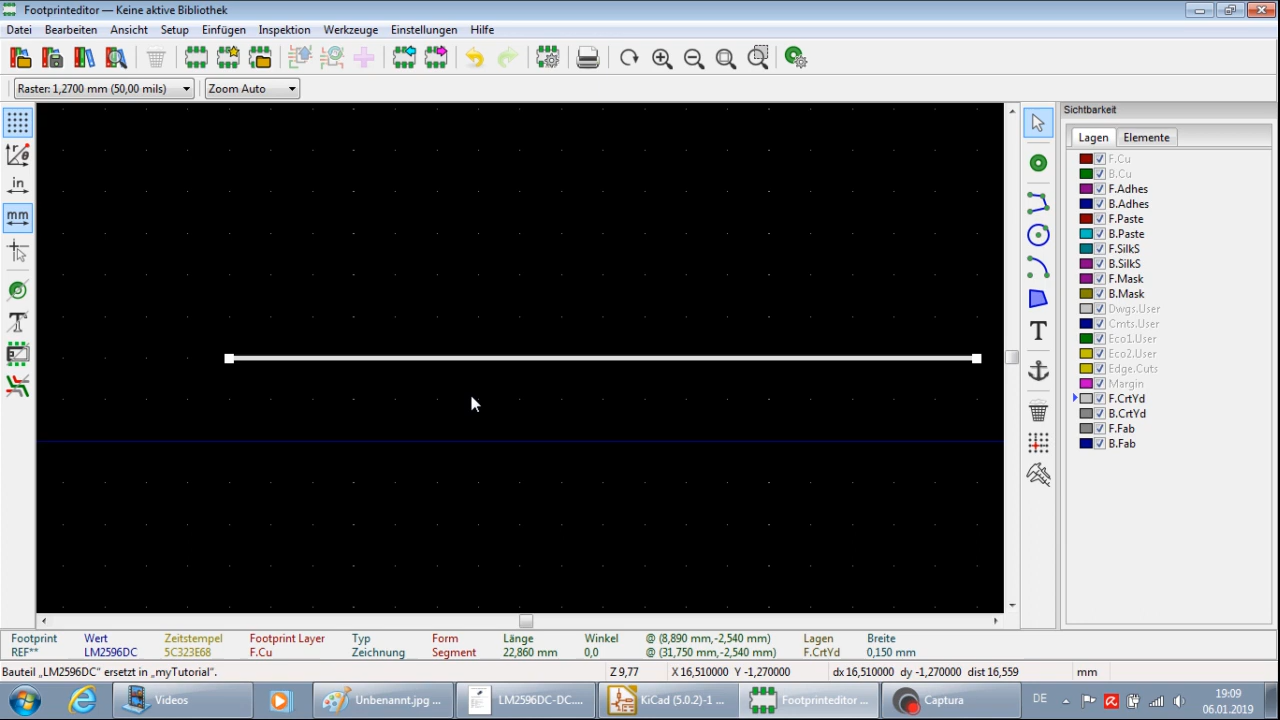 Footprinteditor — Keine aktive Bibliothek
Datei Bearbeiten Ansicht Setup Einfügen Inspektion Werkzeuge Einstellungen Hilfe
Raster: 1,2700 mm (50,00 mils) Zoom Auto
Sichtbarkeit
Lagen Elemente
in
mm
T
F.Cu
B.Cu
F.Adhes
B.Adhes
F.Paste
B.Paste
F.SilkS
B.SilkS
F.Mask
B.Mask
Dwgs.User
Cmts.User
Eco1.User
Eco2.User
Edge.Cuts
Margin
F.CrtYd
B.CrtYd
F.Fab
B.Fab
Footprint Wert Zeitstempel Footprint Layer Typ Form Länge Winkel @ (8,890 mm,-2,540 mm) Lagen Breite
REF** LM2596DC 5C323E68 F.Cu Zeichnung Segment 22,860 mm 0,0 @ (31,750 mm,-2,540 mm) F.CrtYd 0,150 mm
Bauteil „LM2596DC“ ersetzt in „myTutorial“. Z 9,77 X 16,510000 Y -1,270000 dx 16,510000 dy -1,270000 dist 16,559 mm
Videos Unbenannt.jpg ... LM2596DC-DC.... KiCad (5.0.2)-1 ... Footprinteditor ... Captura DE 19:09
06.01.2019